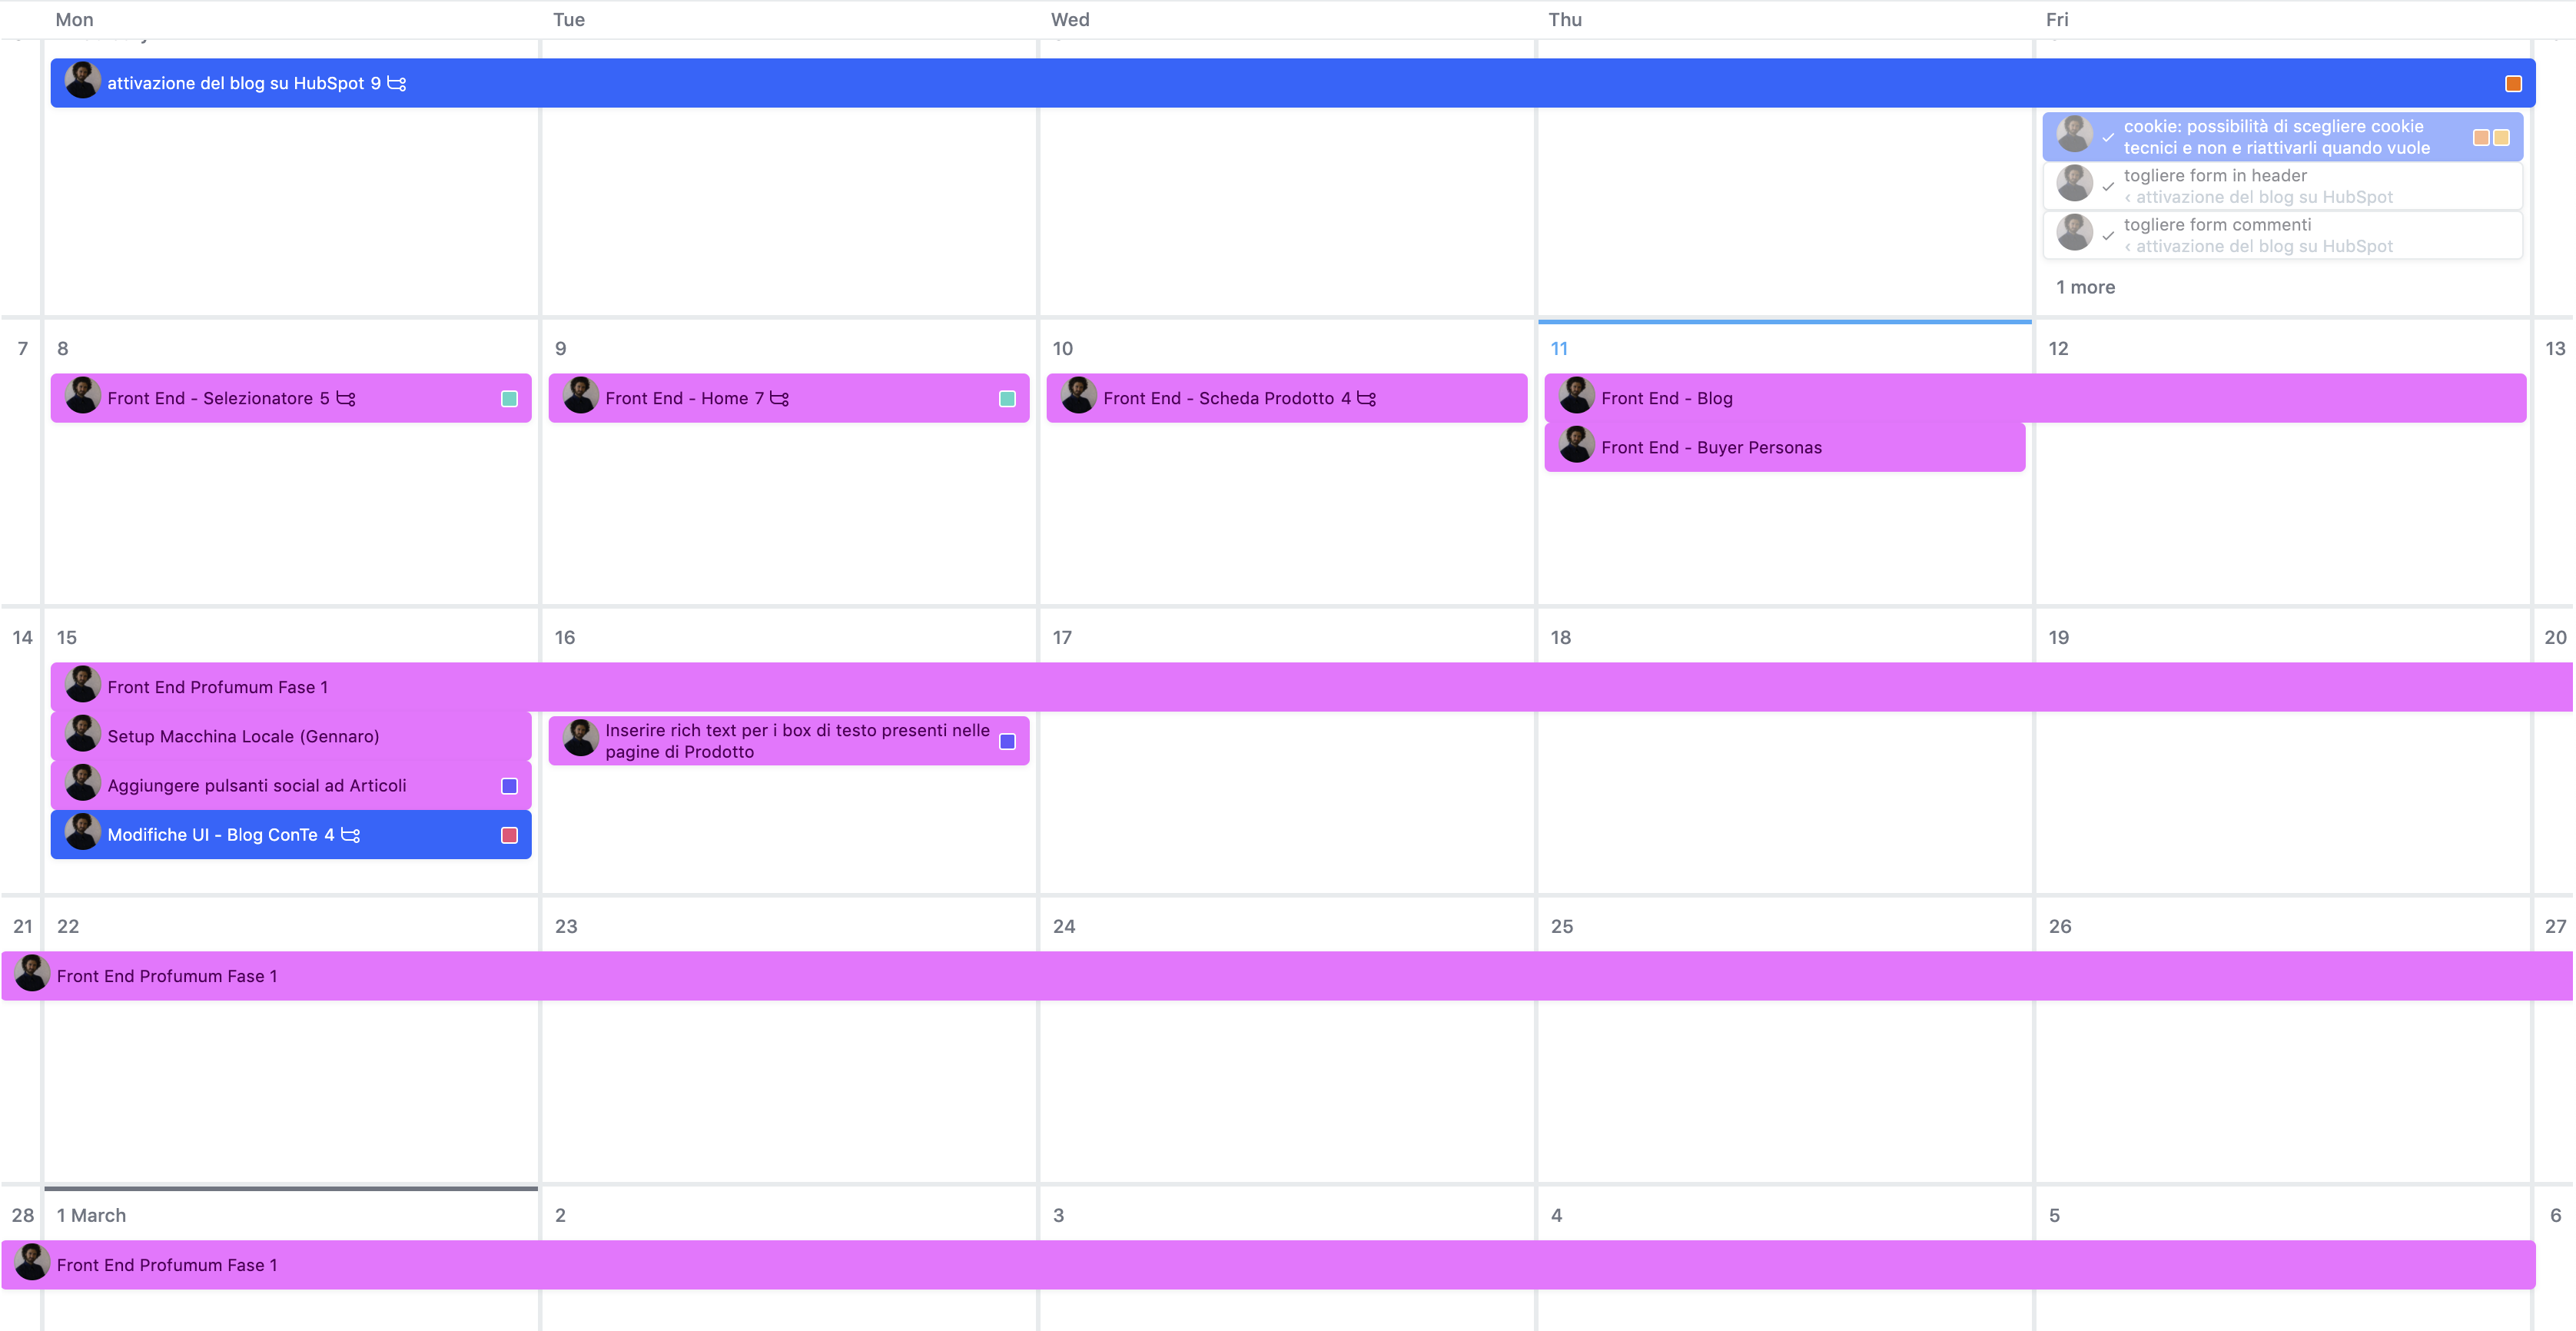 Mon Tue Wed Thu Fri
attivazione del blog su HubSpot 9
cookie: possibilità di scegliere cookie
tecnici e non e riattivarli quando vuole
togliere form in header
‹ attivazione del blog su HubSpot
togliere form commenti
‹ attivazione del blog su HubSpot
1 more
7 8 9 10 11 12 13
Front End - Selezionatore 5
Front End - Home 7
Front End - Scheda Prodotto 4
Front End - Blog
Front End - Buyer Personas
14 15 16 17 18 19 20
Front End Profumum Fase 1
Setup Macchina Locale (Gennaro)
Inserire rich text per i box di testo presenti nelle
pagine di Prodotto
Aggiungere pulsanti social ad Articoli
Modifiche UI - Blog ConTe 4
21 22 23 24 25 26 27
Front End Profumum Fase 1
28 1 March 2 3 4 5 6
Front End Profumum Fase 1